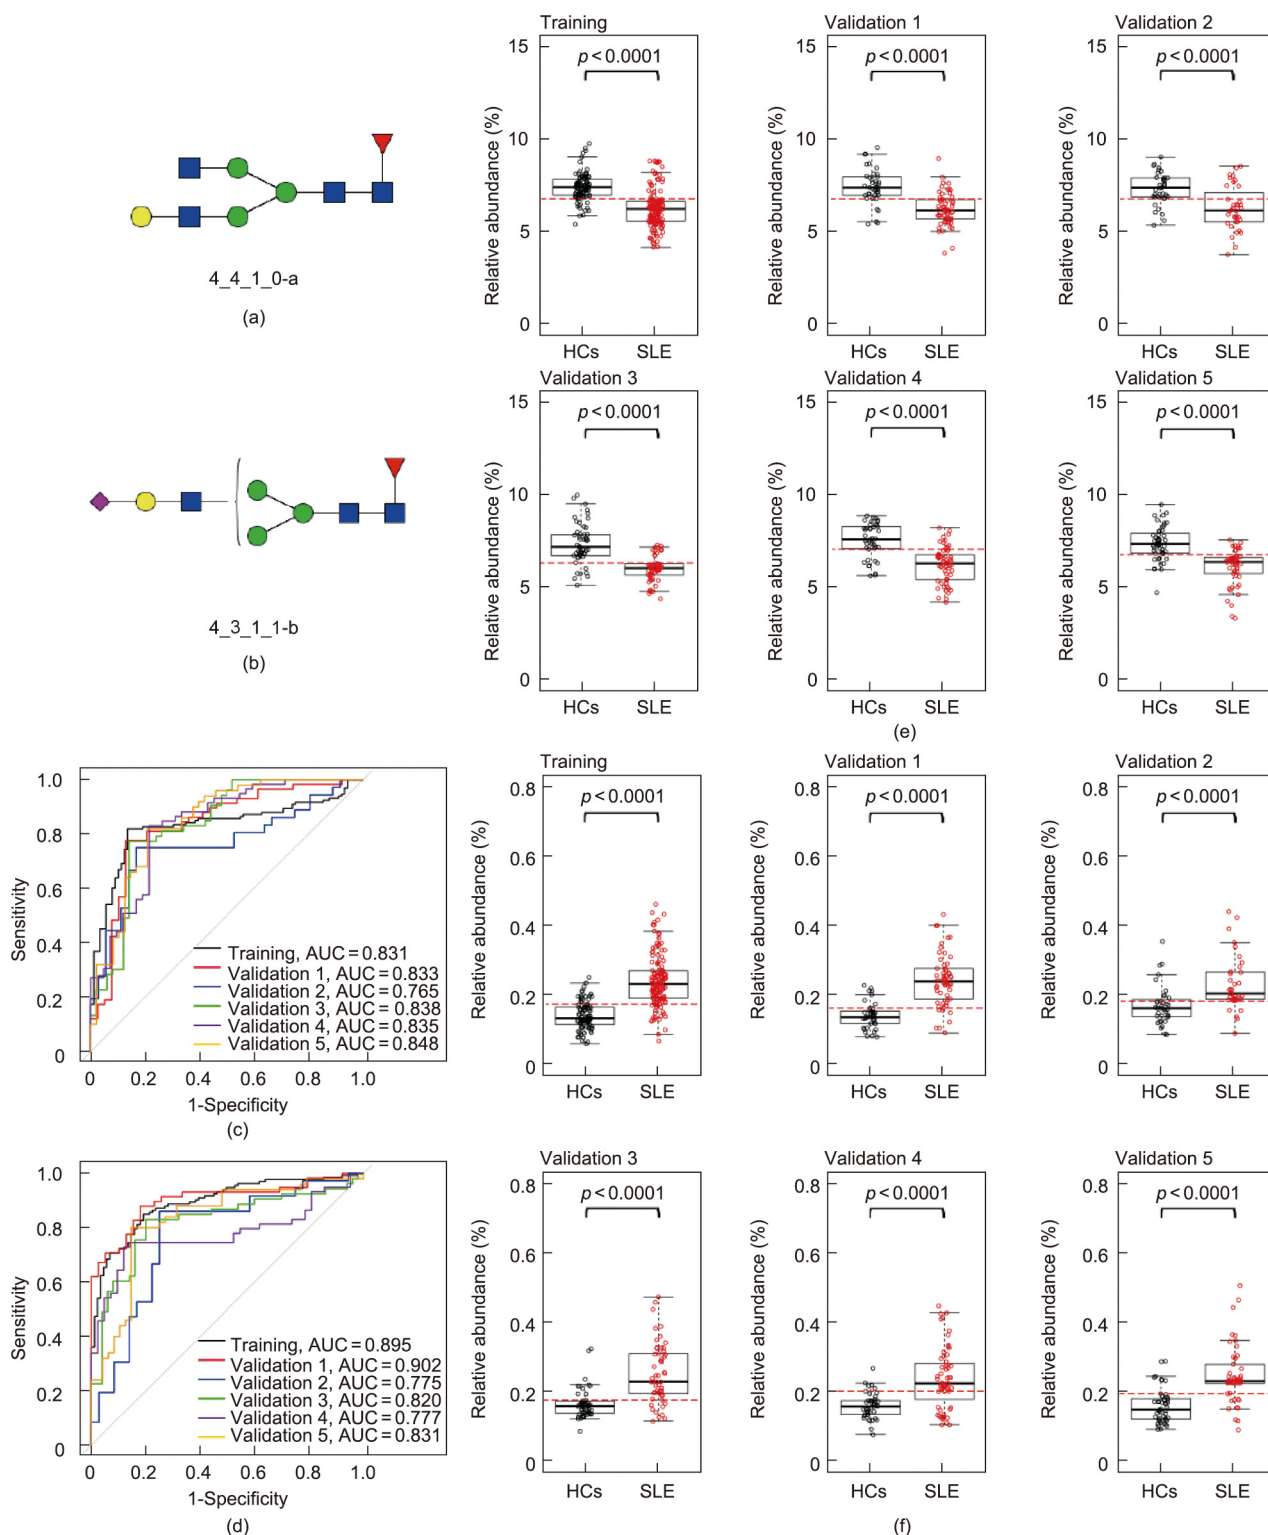 Training
Validation 1
Validation 2
15
10
5
0
Relative abundance (%)
p < 0.0001
HCs
SLE
15
10
5
0
Relative abundance (%)
p < 0.0001
HCs
SLE
15
10
5
0
Relative abundance (%)
p < 0.0001
HCs
SLE
4_4_1_0-a
(a)
Validation 3
Validation 4
Validation 5
15
10
5
0
Relative abundance (%)
p < 0.0001
HCs
SLE
15
10
5
0
Relative abundance (%)
p < 0.0001
HCs
SLE
15
10
5
0
Relative abundance (%)
p < 0.0001
HCs
SLE
4_3_1_1-b
(b)
(e)
1.0
0.8
0.6
0.4
0.2
0
Sensitivity
Training, AUC = 0.831
Validation 1, AUC = 0.833
Validation 2, AUC = 0.765
Validation 3, AUC = 0.838
Validation 4, AUC = 0.835
Validation 5, AUC = 0.848
0 0.2 0.4 0.6 0.8 1.0
1-Specificity
(c)
Training
Validation 1
Validation 2
0.8
0.6
0.4
0.2
0
Relative abundance (%)
p < 0.0001
HCs
SLE
0.8
0.6
0.4
0.2
0
Relative abundance (%)
p < 0.0001
HCs
SLE
0.8
0.6
0.4
0.2
0
Relative abundance (%)
p < 0.0001
HCs
SLE
1.0
0.8
0.6
0.4
0.2
0
Sensitivity
Training, AUC = 0.895
Validation 1, AUC = 0.902
Validation 2, AUC = 0.775
Validation 3, AUC = 0.820
Validation 4, AUC = 0.777
Validation 5, AUC = 0.831
0 0.2 0.4 0.6 0.8 1.0
1-Specificity
(d)
Validation 3
Validation 4
Validation 5
0.8
0.6
0.4
0.2
0
Relative abundance (%)
p < 0.0001
HCs
SLE
0.8
0.6
0.4
0.2
0
Relative abundance (%)
p < 0.0001
HCs
SLE
0.8
0.6
0.4
0.2
0
Relative abundance (%)
p < 0.0001
HCs
SLE
(f)